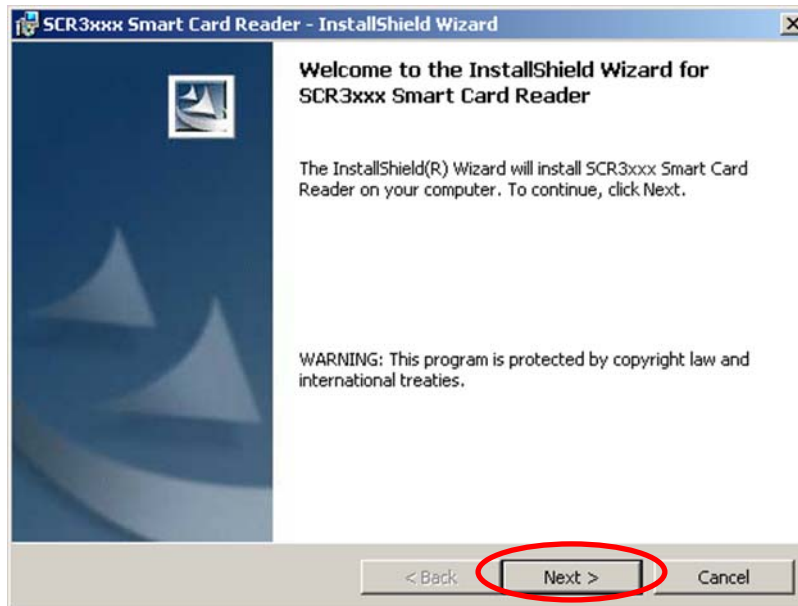 SCR3xxx Smart Card Reader - InstallShield Wizard
Welcome to the InstallShield Wizard for
SCR3xxx Smart Card Reader
The InstallShield(R) Wizard will install SCR3xxx Smart Card
Reader on your computer. To continue, click Next.
WARNING: This program is protected by copyright law and
international treaties.
< Back Next > Cancel